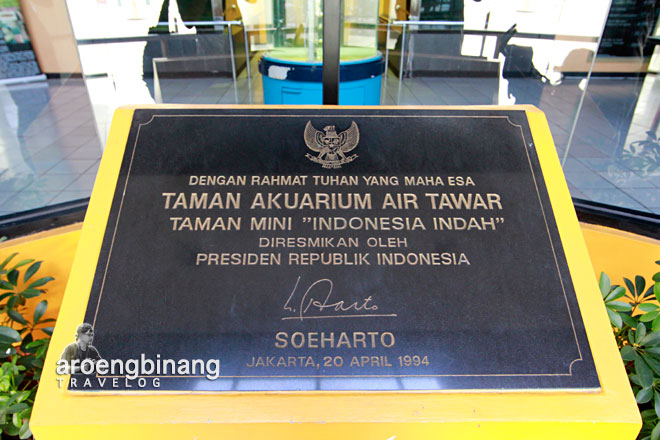 DENGAN RAHMAT TUHAN YANG MAHA ESA
TAMAN AKUARIUM AIR TAWAR
TAMAN MINI "INDONESIA INDAH"
DIRESMIKAN OLEH
PRESIDEN REPUBLIK INDONESIA
SOEHARTO
JAKARTA, 20 APRIL 1994
aroengbinang
TRAVELOG